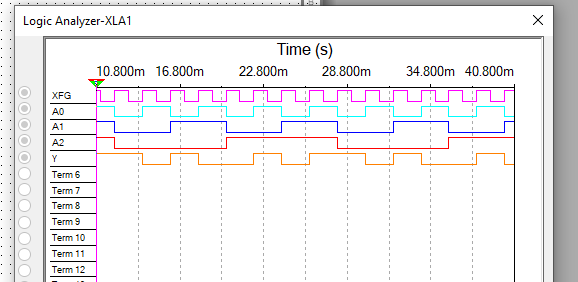 Logic Analyzer-XLA1
Time (s)
10.800m 16.800m 22.800m 28.800m 34.800m 40.800m
XFG
A0
A1
A2
Y
Term 6
Term 7
Term 8
Term 9
Term 10
Term 11
Term 12